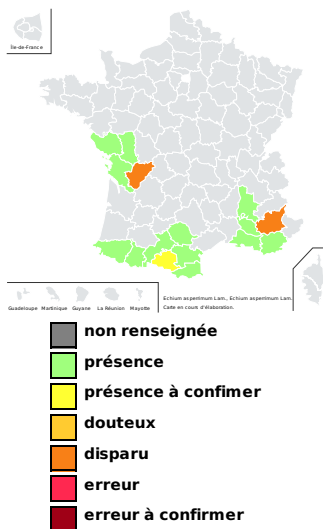 Île-de-France
Guadeloupe Martinique Guyane La Réunion Mayotte
Echium asperrimum Lam., Echium asperrimum Lam.
Carte en cours d'élaboration.
non renseignée
présence
présence à confimer
douteux
disparu
erreur
erreur à confirmer